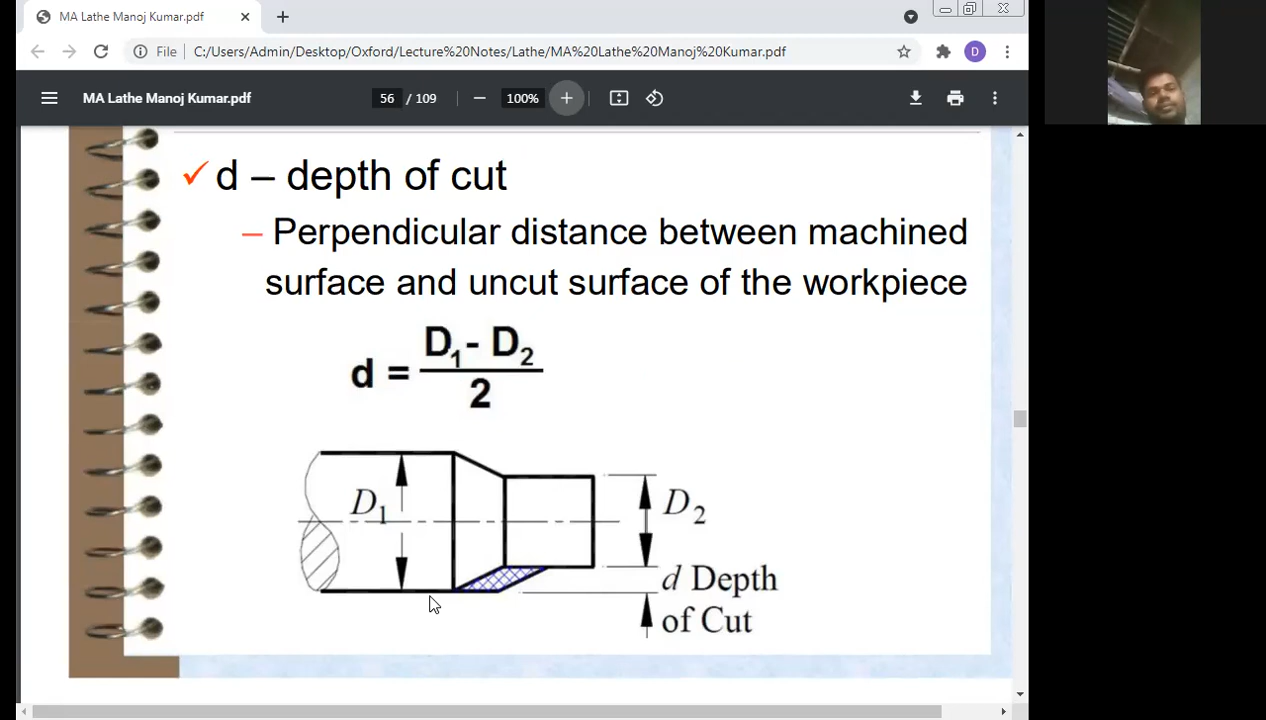 MA Lathe Manoj Kumar.pdf
File C:/Users/Admin/Desktop/Oxford/Lecture%20Notes/Lathe/MA%20Lathe%20Manoj%20Kumar.pdf
D
MA Lathe Manoj Kumar.pdf
56 / 109
100%
✓ d – depth of cut
– Perpendicular distance between machined
surface and uncut surface of the workpiece
d = (D₁ - D₂) / 2
D₁
D₂
d Depth
of Cut